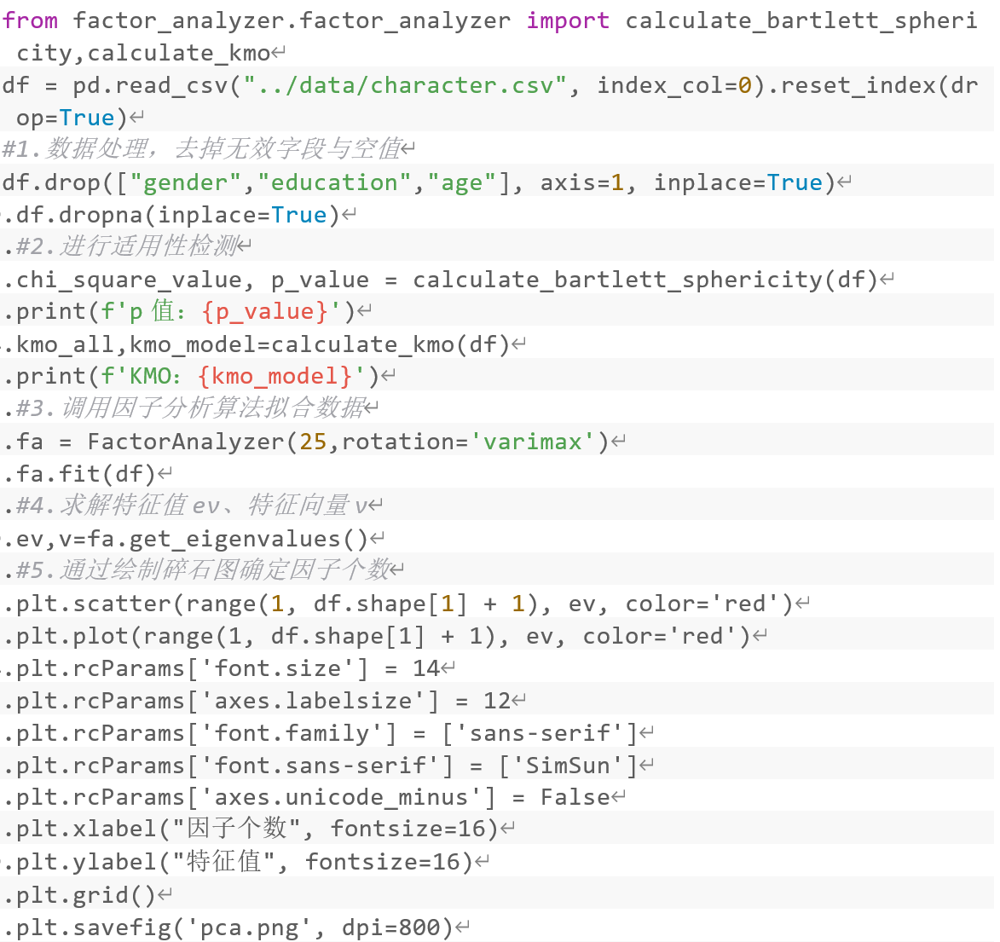 from factor_analyzer.factor_analyzer import calculate_bartlett_spheri
city,calculate_kmo↵
df = pd.read_csv("../data/character.csv", index_col=0).reset_index(dr
op=True)↵
#1.数据处理，去掉无效字段与空值↵
df.drop(["gender","education","age"], axis=1, inplace=True)↵
.df.dropna(inplace=True)↵
.#2.进行适用性检测↵
.chi_square_value, p_value = calculate_bartlett_sphericity(df)↵
.print(f'p 值：{p_value}')↵
.kmo_all,kmo_model=calculate_kmo(df)↵
.print(f'KMO：{kmo_model}')↵
.#3.调用因子分析算法拟合数据↵
.fa = FactorAnalyzer(25,rotation='varimax')↵
.fa.fit(df)↵
.#4.求解特征值 ev、特征向量 v↵
.ev,v=fa.get_eigenvalues()↵
.#5.通过绘制碎石图确定因子个数↵
.plt.scatter(range(1, df.shape[1] + 1), ev, color='red')↵
.plt.plot(range(1, df.shape[1] + 1), ev, color='red')↵
.plt.rcParams['font.size'] = 14↵
.plt.rcParams['axes.labelsize'] = 12↵
.plt.rcParams['font.family'] = ['sans-serif']↵
.plt.rcParams['font.sans-serif'] = ['SimSun']↵
.plt.rcParams['axes.unicode_minus'] = False↵
.plt.xlabel("因子个数", fontsize=16)↵
.plt.ylabel("特征值", fontsize=16)↵
.plt.grid()↵
.plt.savefig('pca.png', dpi=800)↵